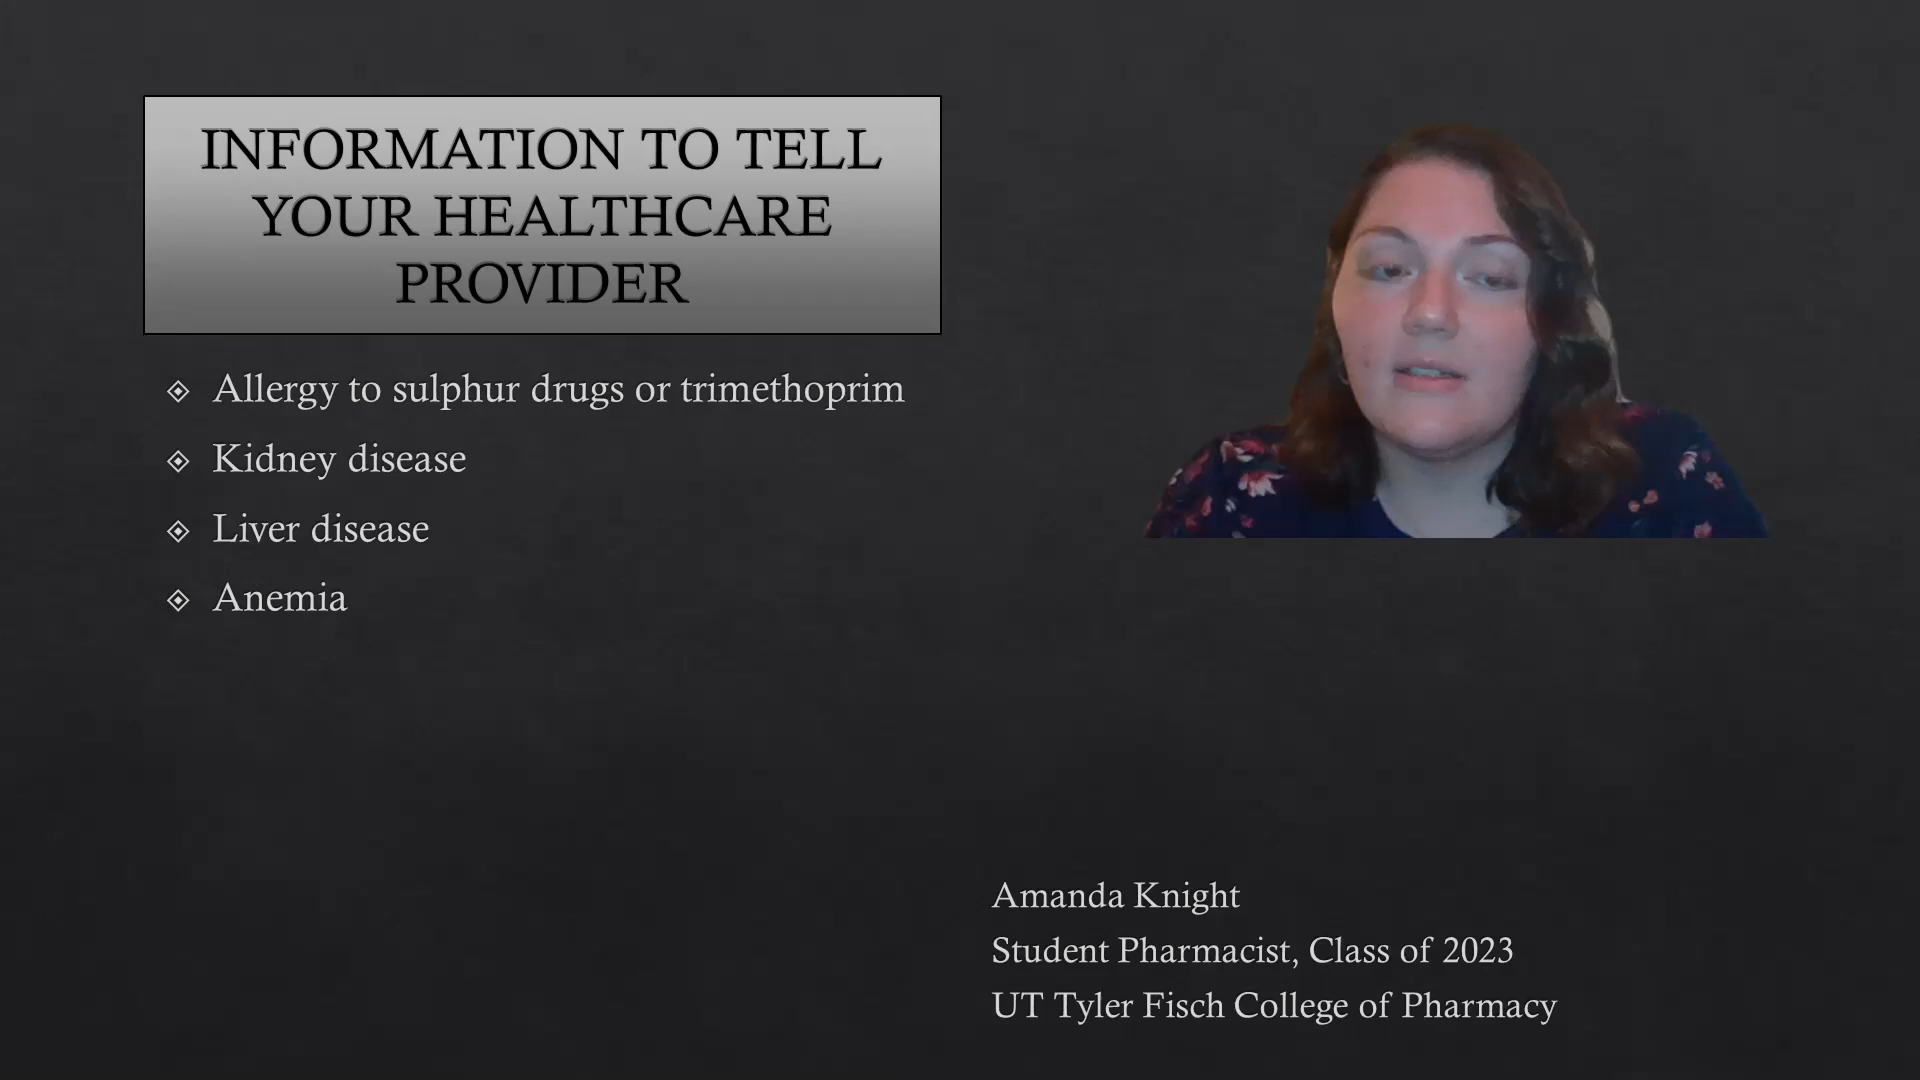 INFORMATION TO TELL
YOUR HEALTHCARE
PROVIDER
Allergy to sulphur drugs or trimethoprim
Kidney disease
Liver disease
Anemia
Amanda Knight
Student Pharmacist, Class of 2023
UT Tyler Fisch College of Pharmacy